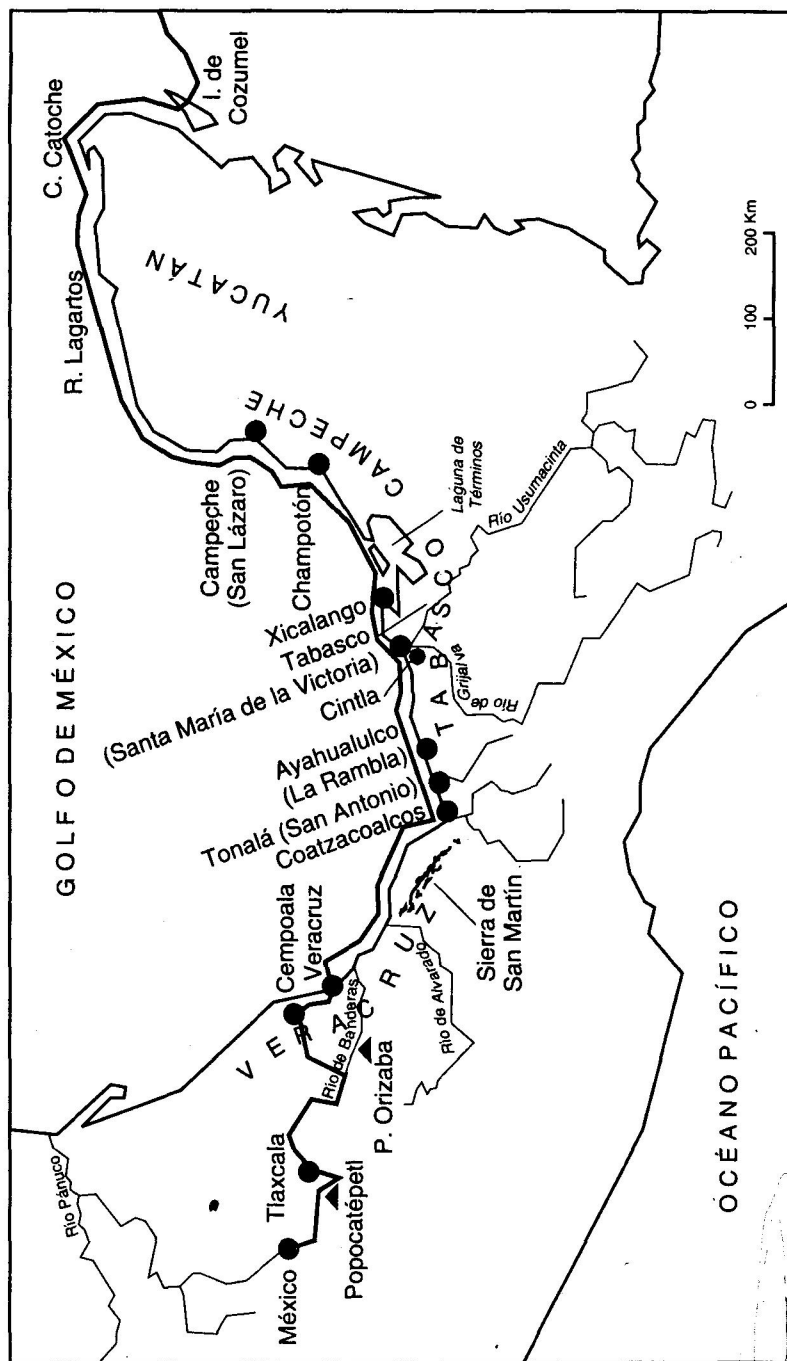 GOLFO DE MÉXICO
C. Catoche
I. de
Cozumel
R. Lagartos
YUCATÁN
CAMPECHE
Campeche
(San Lázaro)
Champotón
Laguna de
Términos
Xicalango
Tabasco
(Santa María de la Victoria)
Cintla
TABASCO
Río Usumacinta
Río de
Grijalva
Ayahualulco
(La Rambla)
Tonalá (San Antonio)
Coatzacoalcos
Sierra de
San Martín
Cempoala
Veracruz
VERACRUZ
Río de Banderas
Río de Alvarado
P. Orizaba
Río Pánuco
Tlaxcala
Popocatépetl
México
OCÉANO PACÍFICO
0 100 200 Km